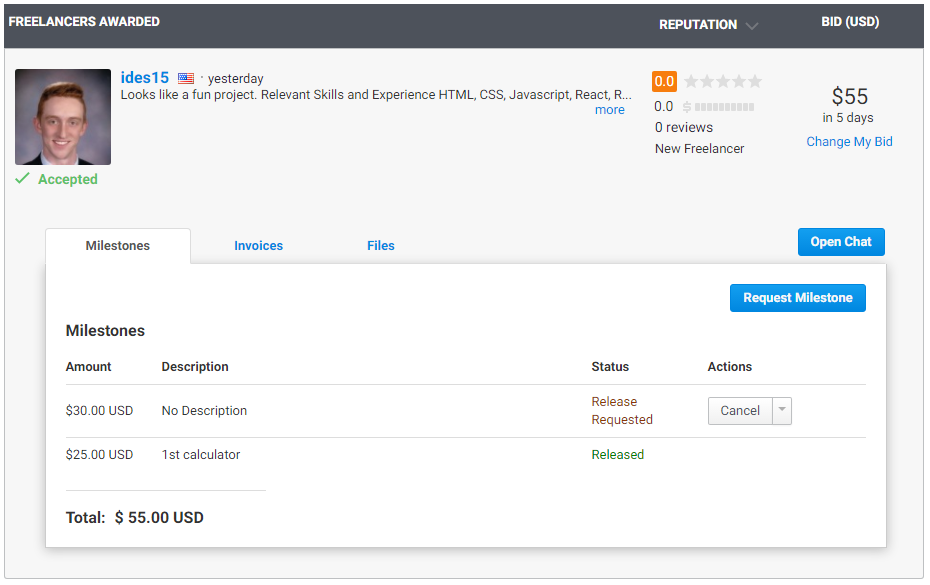 FREELANCERS AWARDED
REPUTATION
BID (USD)
ides15 · yesterday
Looks like a fun project. Relevant Skills and Experience HTML, CSS, Javascript, React, R...
more
Accepted
0.0
0.0
0 reviews
New Freelancer
$55
in 5 days
Change My Bid
Milestones
Invoices
Files
Open Chat
Request Milestone
Milestones
Amount Description Status Actions
$30.00 USD No Description Release Requested Cancel
$25.00 USD 1st calculator Released
Total: $ 55.00 USD